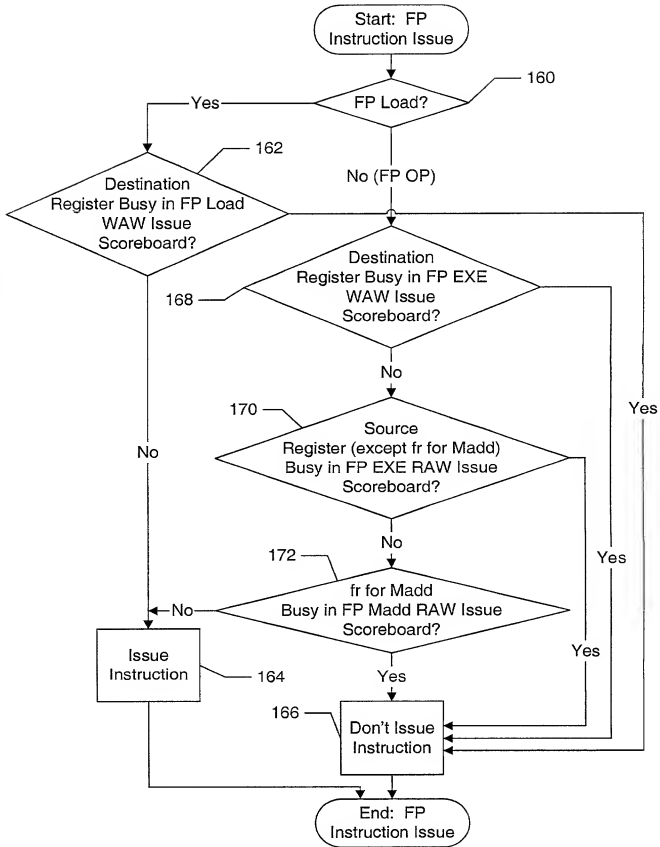 Start: FP
Instruction Issue
FP Load?
160
Yes
162
No (FP OP)
Destination
Register Busy in FP Load
WAW Issue
Scoreboard?
Destination
Register Busy in FP EXE
WAW Issue
Scoreboard?
168
No
Yes
170
Source
Register (except fr for Madd)
Busy in FP EXE RAW Issue
Scoreboard?
No
No
Yes
172
fr for Madd
Busy in FP Madd RAW Issue
Scoreboard?
No
Yes
Yes
Issue
Instruction
164
166
Don't Issue
Instruction
End: FP
Instruction Issue